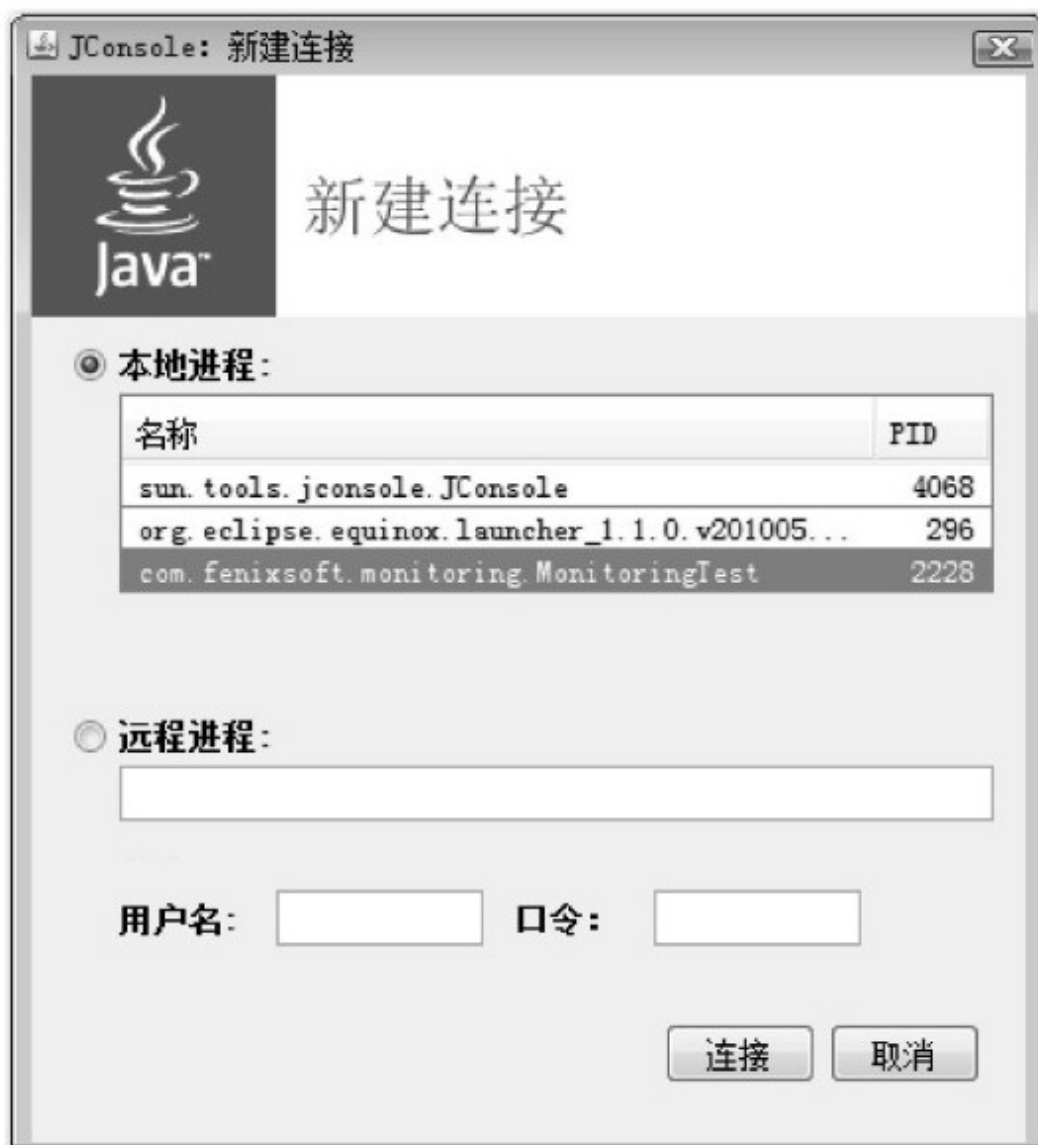 JConsole: 新建连接
Java™
新建连接
本地进程:
名称 PID
sun.tools.jconsole.JConsole 4068
org.eclipse.equinox.launcher_1.1.0.v201005... 296
com.fenixsoft.monitoring.MonitoringTest 2228
远程进程:
用户名: 口令:
连接 取消